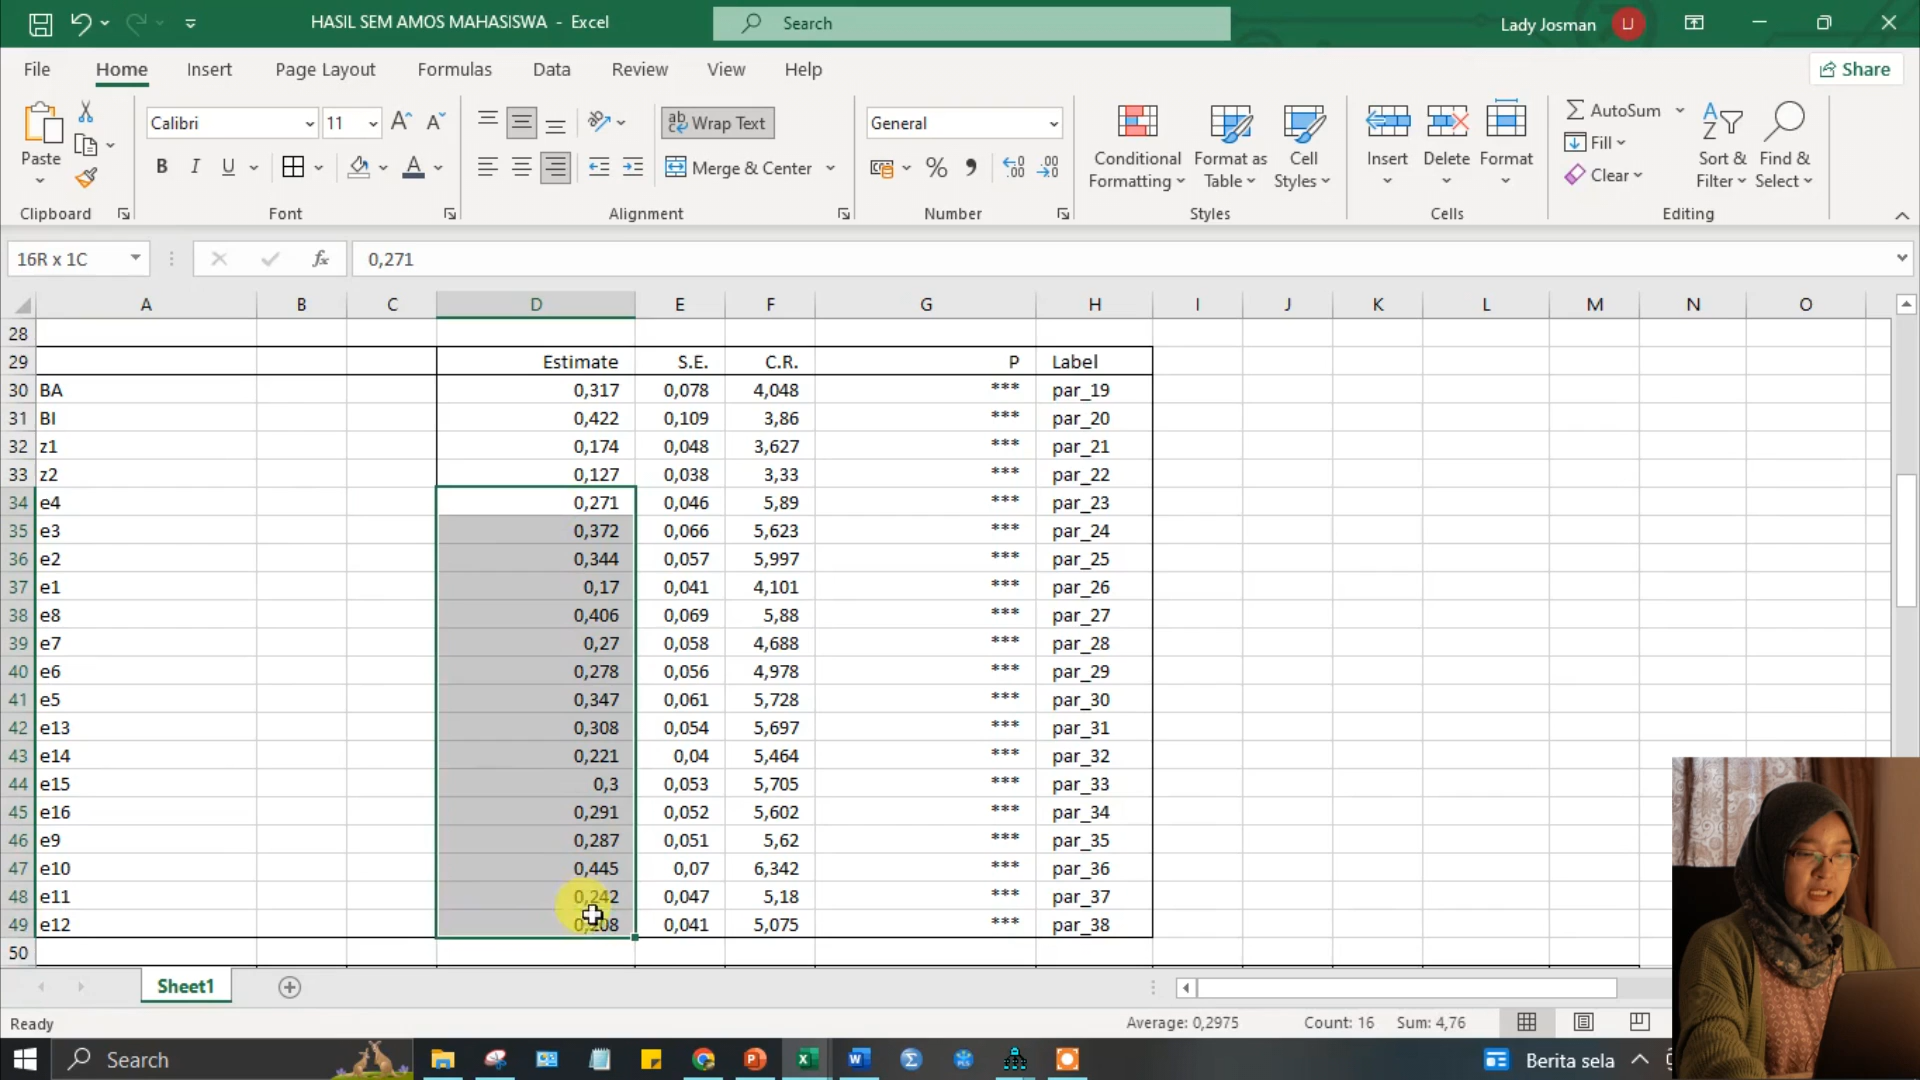 HASIL SEM AMOS MAHASISWA - Excel
Search
Lady Josman
LJ
File Home Insert Page Layout Formulas Data Review View Help
Share
Paste
Clipboard
Calibri 11
B I U
Font
Wrap Text
Merge & Center
Alignment
General
Number
Conditional Formatting
Format as Table
Cell Styles
Styles
Insert Delete Format
Cells
AutoSum
Fill
Clear
Sort & Filter
Find & Select
Editing
16R x 1C
fx
0,271
A B C D E F G H I J K L M N O
28
29 Estimate S.E. C.R. P Label
30 BA 0,317 0,078 4,048 *** par_19
31 BI 0,422 0,109 3,86 *** par_20
32 z1 0,174 0,048 3,627 *** par_21
33 z2 0,127 0,038 3,33 *** par_22
34 e4 0,271 0,046 5,89 *** par_23
35 e3 0,372 0,066 5,623 *** par_24
36 e2 0,344 0,057 5,997 *** par_25
37 e1 0,17 0,041 4,101 *** par_26
38 e8 0,406 0,069 5,88 *** par_27
39 e7 0,27 0,058 4,688 *** par_28
40 e6 0,278 0,056 4,978 *** par_29
41 e5 0,347 0,061 5,728 *** par_30
42 e13 0,308 0,054 5,697 *** par_31
43 e14 0,221 0,04 5,464 *** par_32
44 e15 0,3 0,053 5,705 *** par_33
45 e16 0,291 0,052 5,602 *** par_34
46 e9 0,287 0,051 5,62 *** par_35
47 e10 0,445 0,07 6,342 *** par_36
48 e11 0,242 0,047 5,18 *** par_37
49 e12 0,208 0,041 5,075 *** par_38
50
Sheet1
Ready
Average: 0,2975 Count: 16 Sum: 4,76
Search
Berita sela